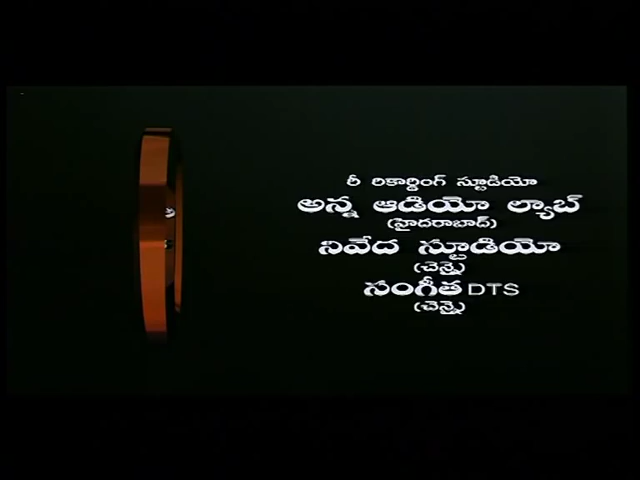 రీ రికార్డింగ్ స్టూడియో
అన్న ఆడియో ల్యాబ్
(హైదరాబాద్)
నివేద స్టూడియో
(చెన్నై)
సంగీత DTS
(చెన్నై)